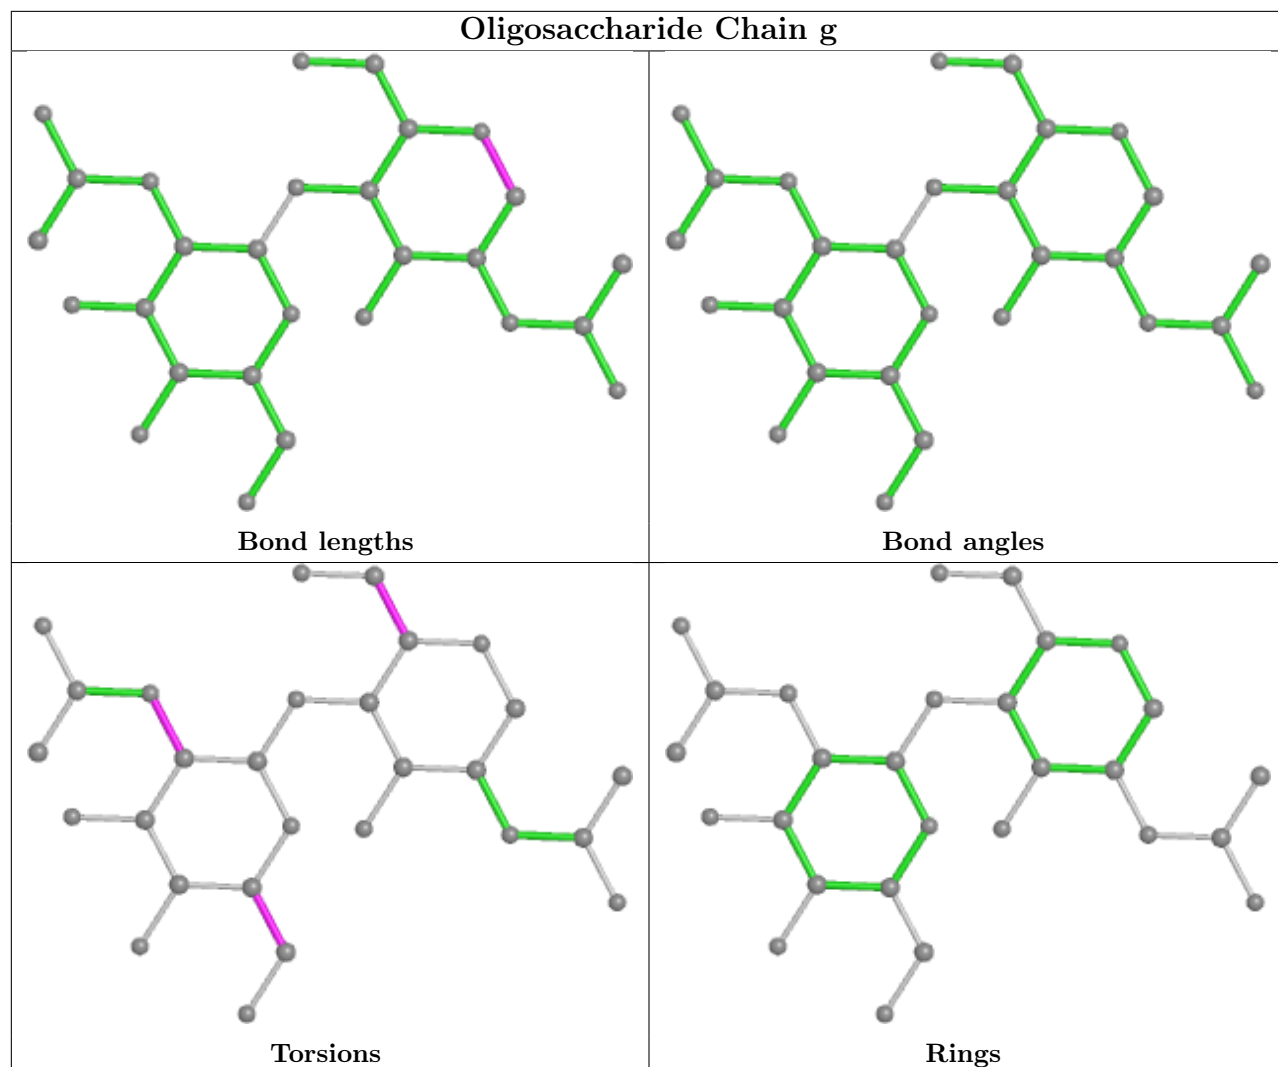 Oligosaccharide Chain g
Bond lengths
Bond angles
Torsions
Rings